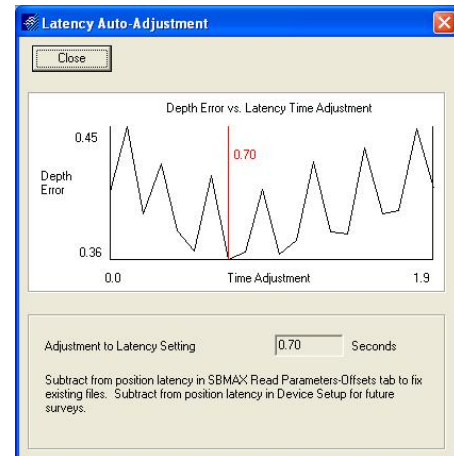 Latency Auto-Adjustment
Close
Depth Error vs. Latency Time Adjustment
0.45
0.70
Depth
Error
0.36
0.0 Time Adjustment 1.9
Adjustment to Latency Setting 0.70 Seconds
Subtract from position latency in SBMAX Read Parameters-Offsets tab to fix
existing files. Subtract from position latency in Device Setup for future
surveys.